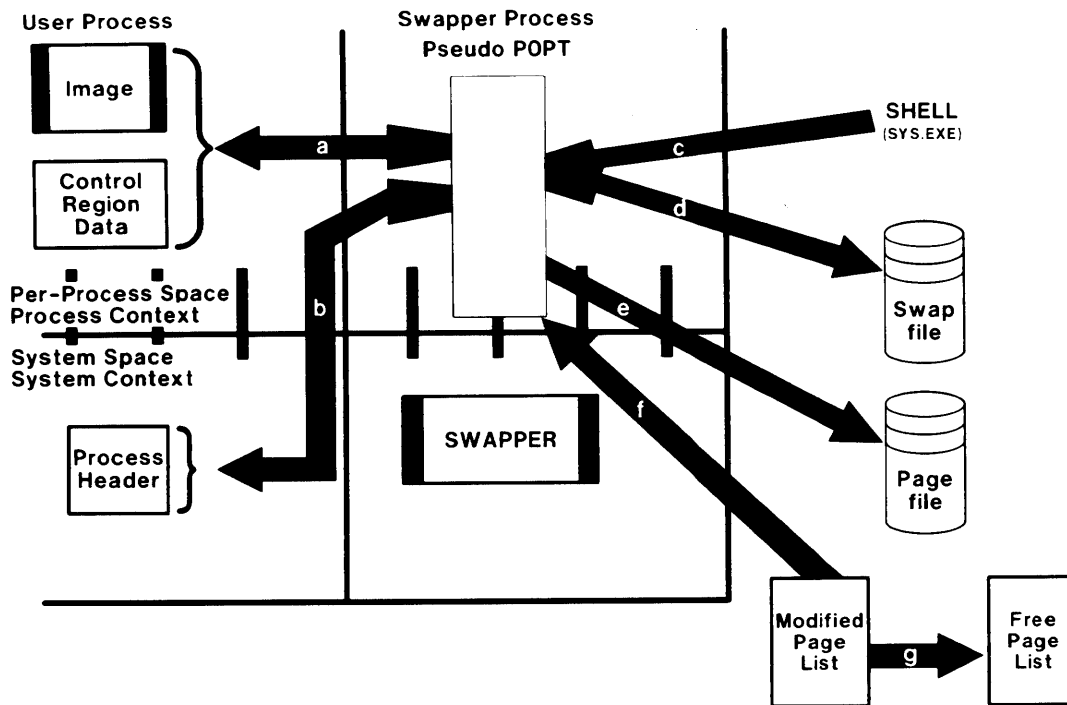 User Process
Image
Control
Region
Data
Per-Process Space
Process Context
System Space
System Context
Process
Header
Swapper Process
Pseudo POPT
SWAPPER
a
b
c
d
e
f
g
SHELL
(SYS.EXE)
Swap
file
Page
file
Modified
Page
List
Free
Page
List